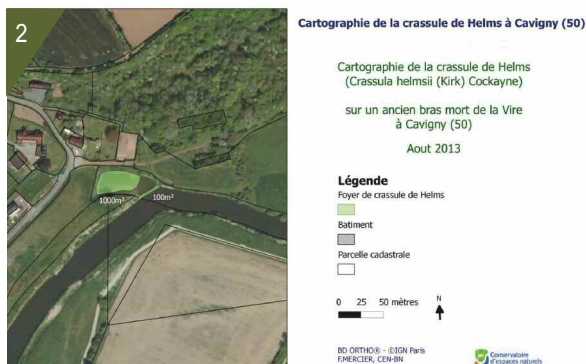 2
1000m²
100m²
Cartographie de la crassule de Helms à Cavigny (50)
Cartographie de la crassule de Helms
(Crassula helmsii (Kirk) Cockayne)
sur un ancien bras mort de la Vire
à Cavigny (50)
Aout 2013
Légende
Foyer de crassule de Helms
Batiment
Parcelle cadastrale
0 25 50 mètres
N
BD ORTHO® - ©IGN Paris
F.MERCIER, CEN-BN
Conservatoire
d'espaces naturels